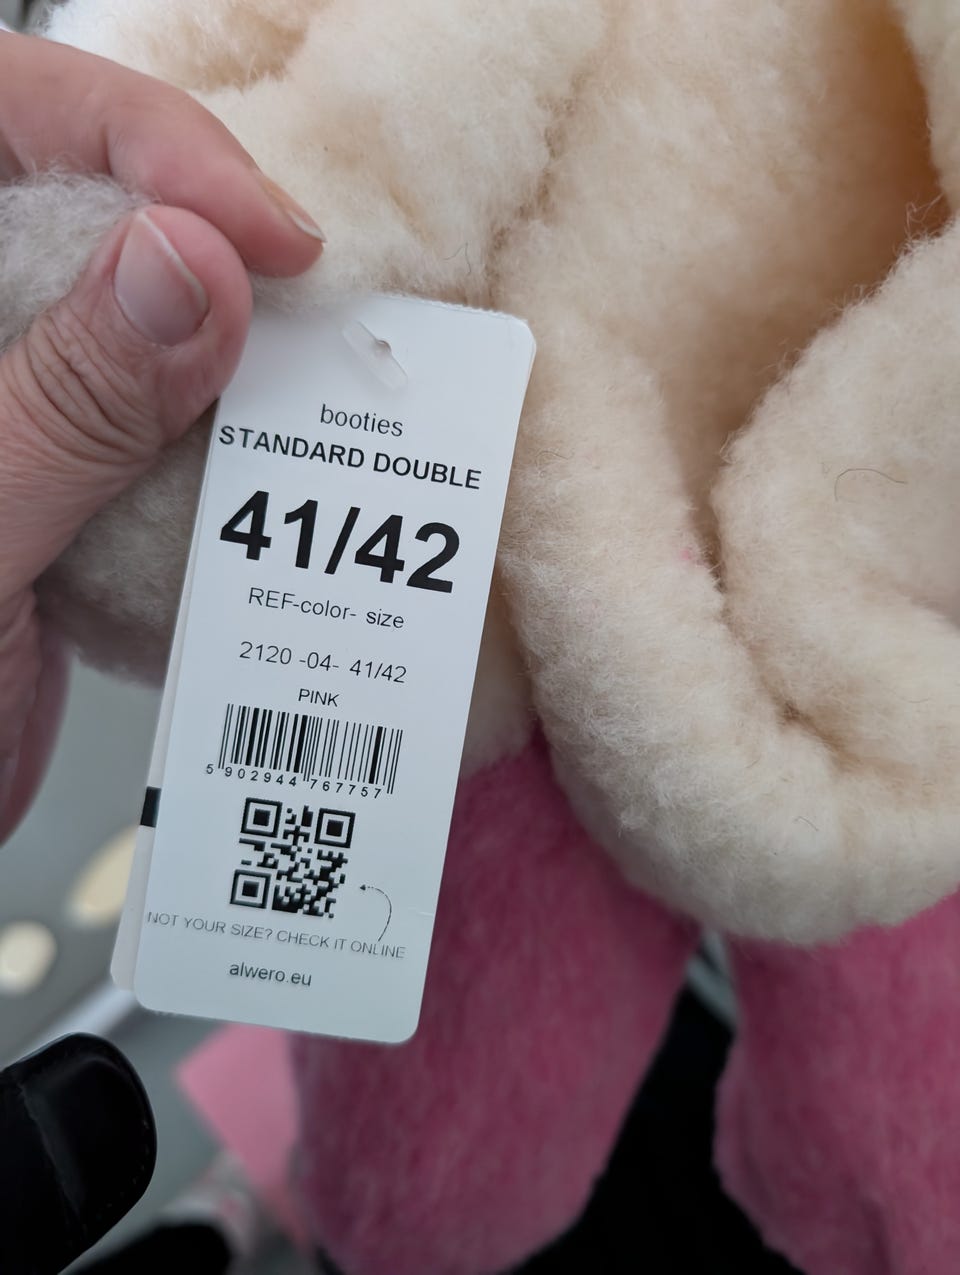 booties
STANDARD DOUBLE
41/42
REF-color- size
2120 -04- 41/42
PINK
5 902944 767757
NOT YOUR SIZE? CHECK IT ONLINE
alwero.eu